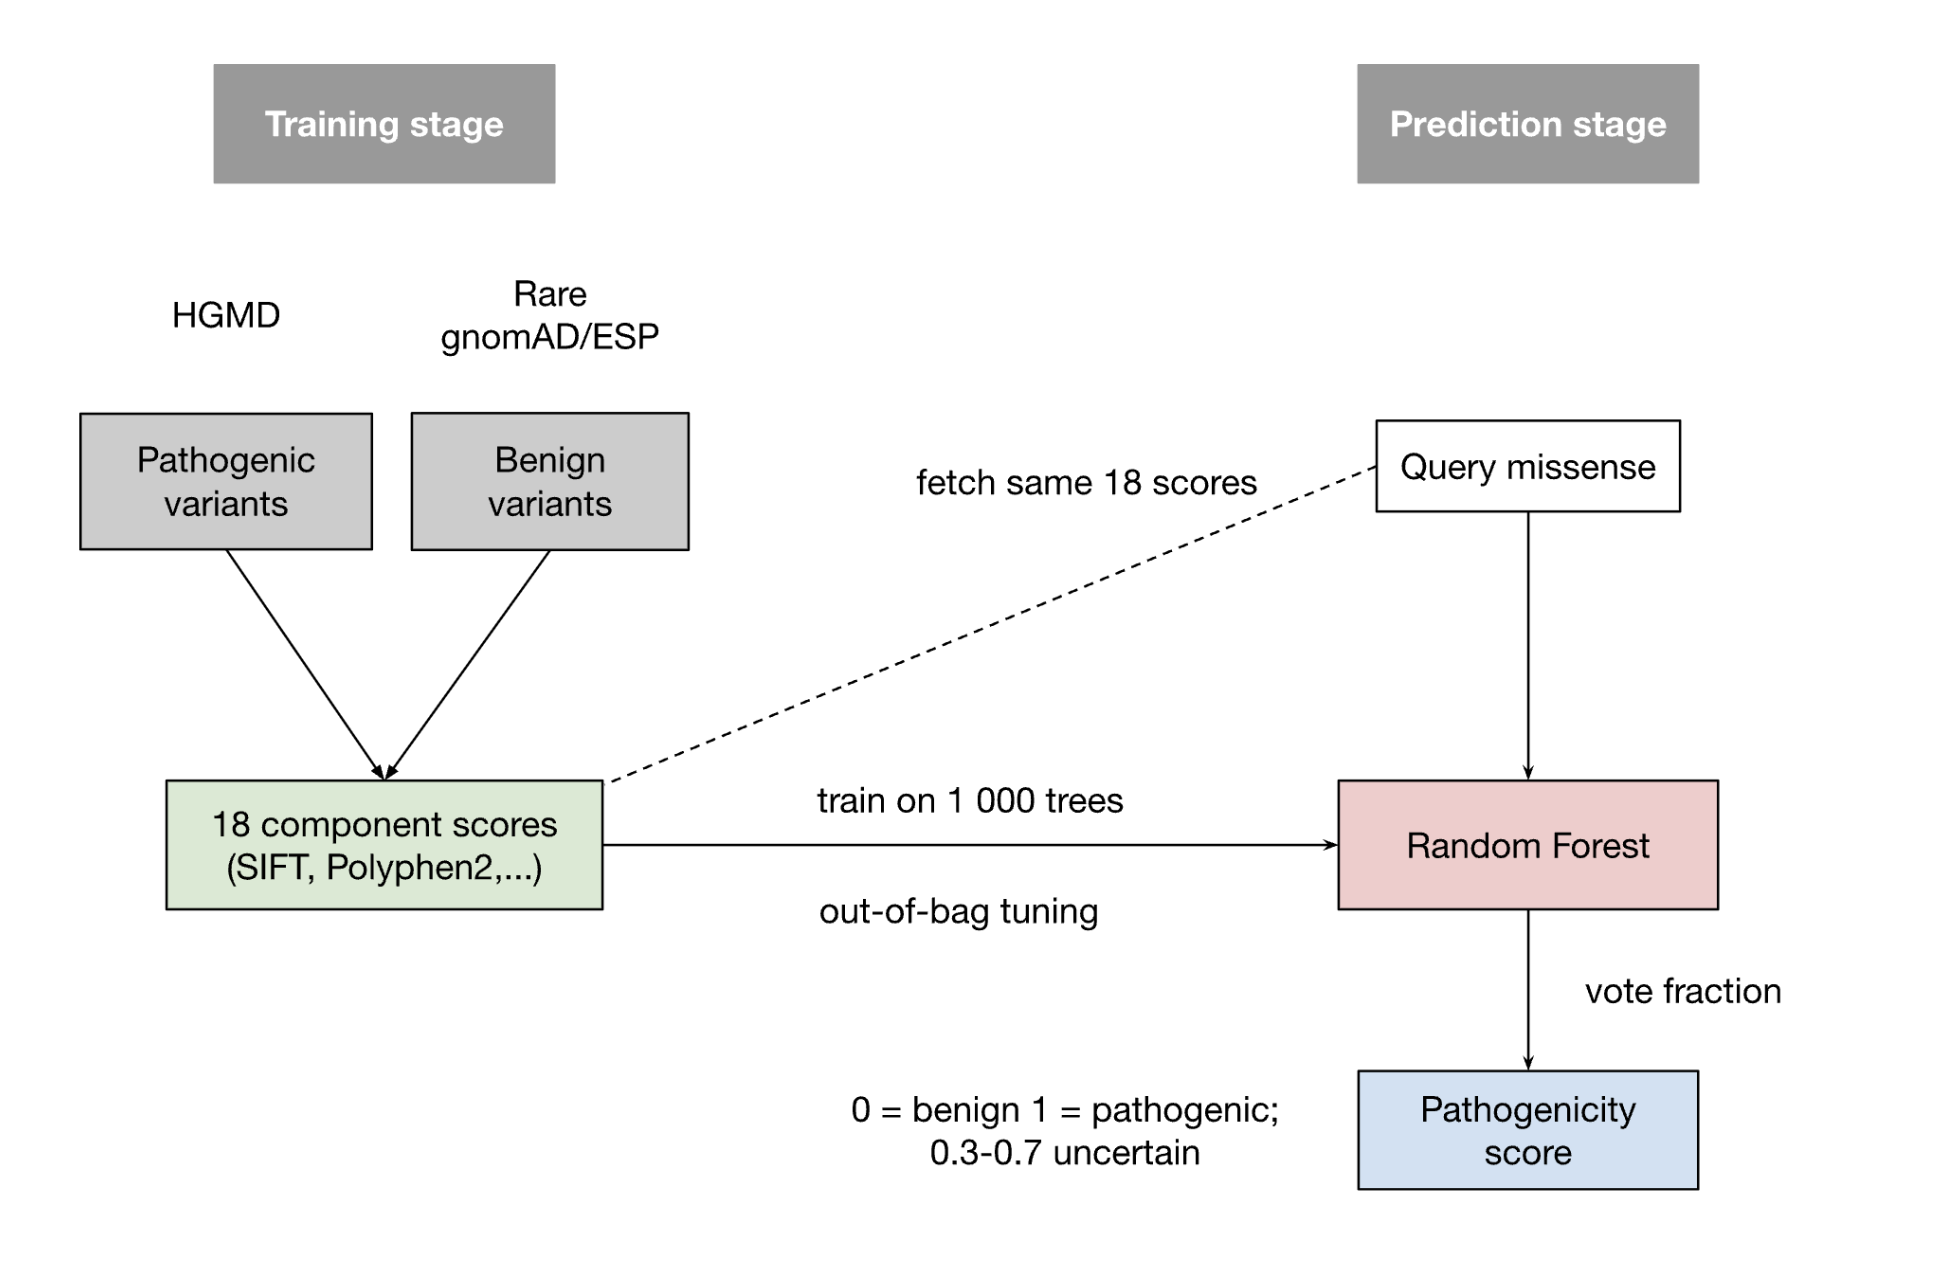 Training stage
Prediction stage
HGMD
Rare
gnomAD/ESP
Pathogenic
variants
Benign
variants
fetch same 18 scores
Query missense
18 component scores
(SIFT, Polyphen2,...)
train on 1 000 trees
out-of-bag tuning
Random Forest
vote fraction
0 = benign 1 = pathogenic;
0.3-0.7 uncertain
Pathogenicity
score